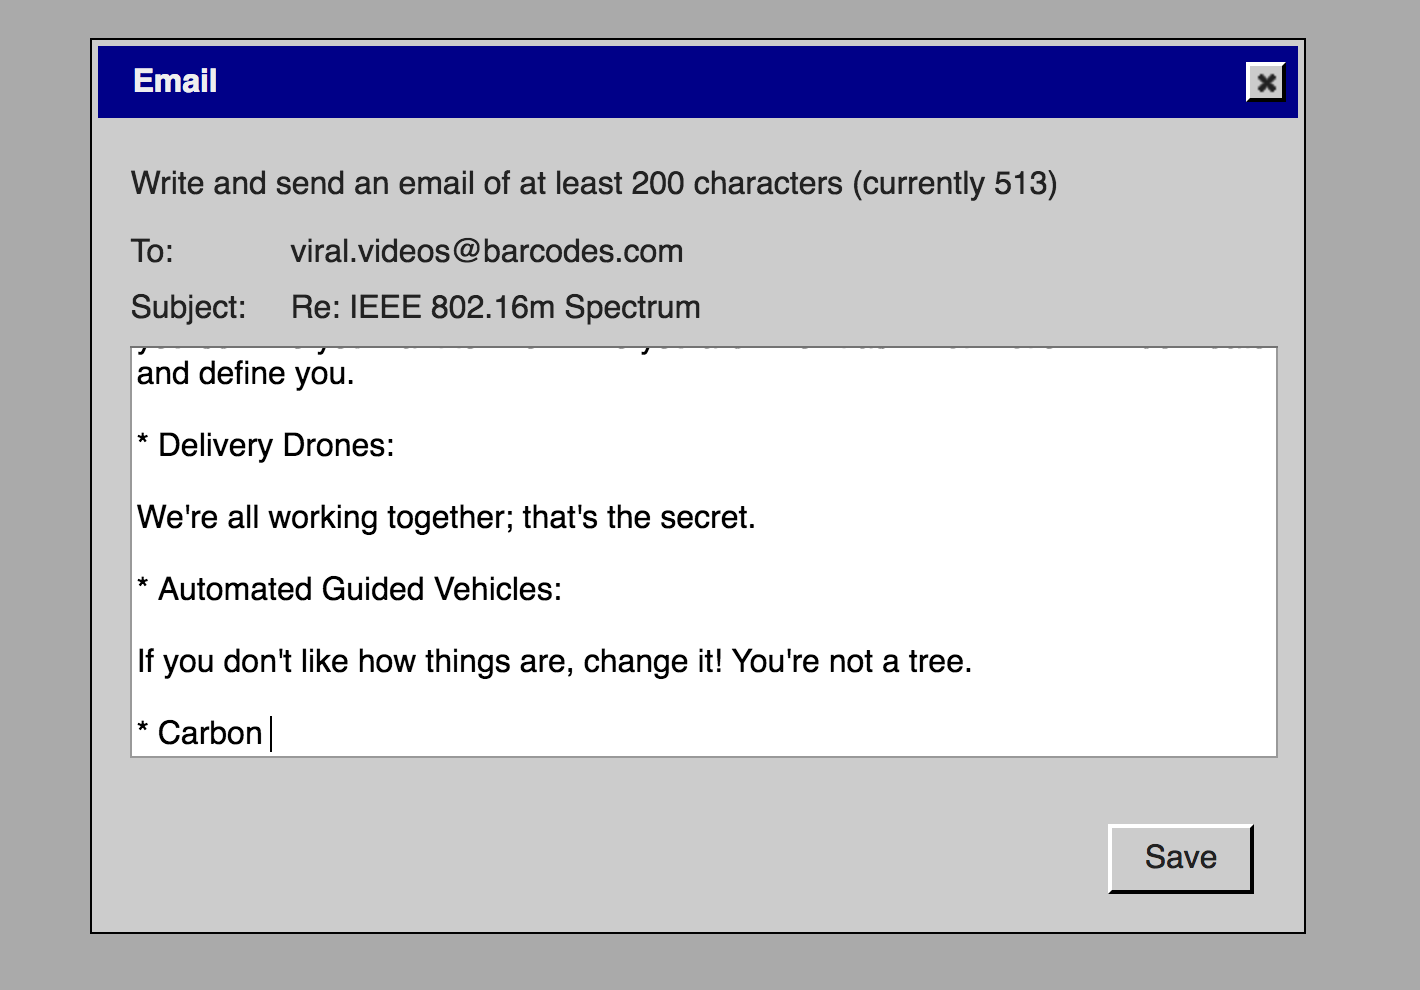 Email
Write and send an email of at least 200 characters (currently 513)
To: viral.videos@barcodes.com
Subject: Re: IEEE 802.16m Spectrum
and define you.
* Delivery Drones:
We're all working together; that's the secret.
* Automated Guided Vehicles:
If you don't like how things are, change it! You're not a tree.
* Carbon
Save